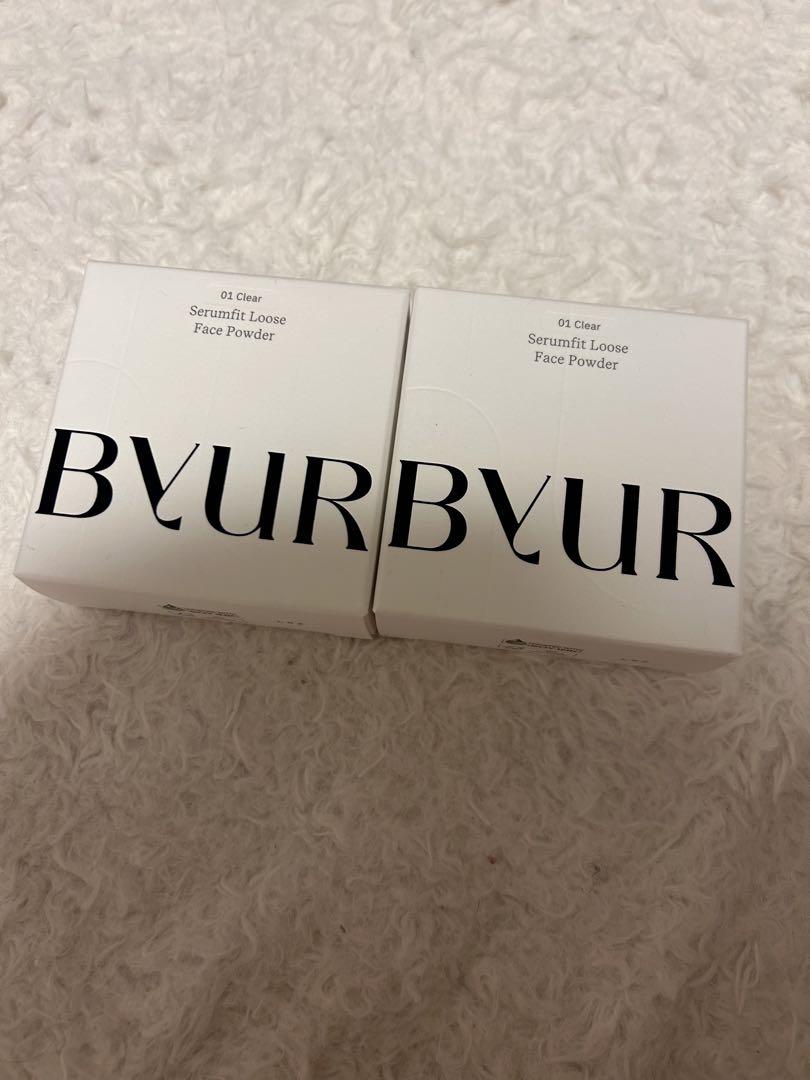 01 Clear
Serumfit Loose
Face Powder
BYUR
01 Clear
Serumfit Loose
Face Powder
BYUR